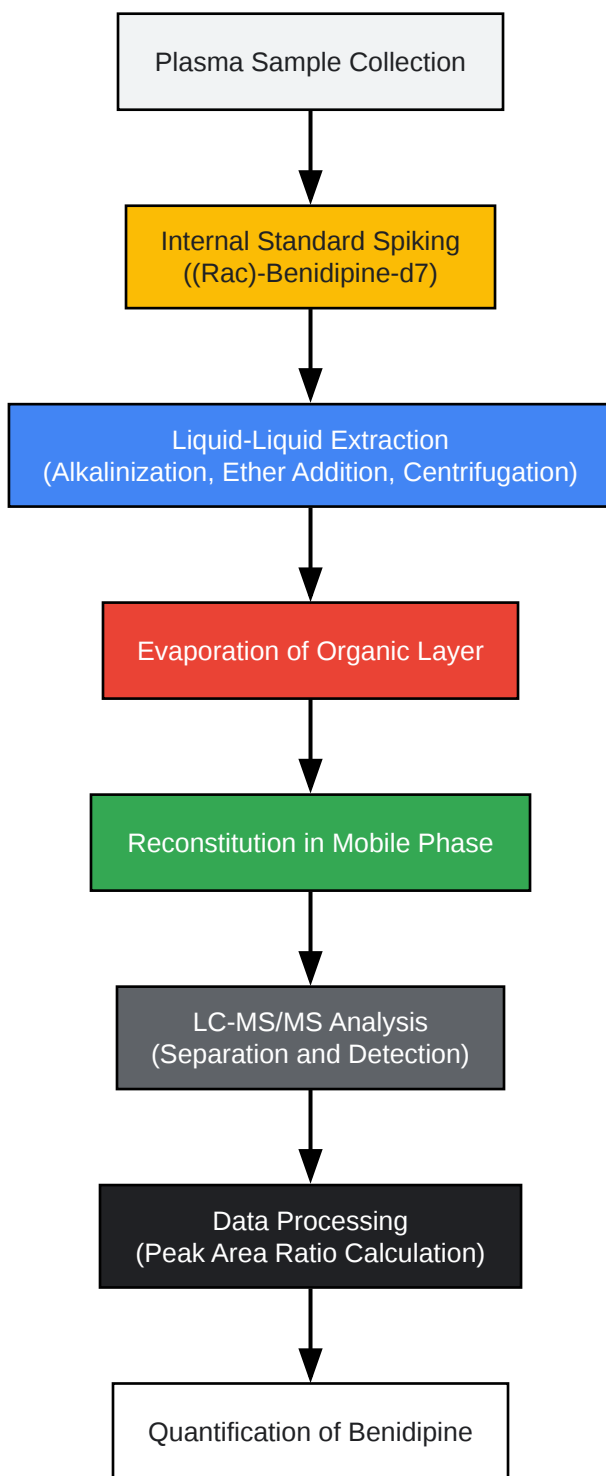 Plasma Sample Collection
Internal Standard Spiking
((Rac)-Benidipine-d7)
Liquid-Liquid Extraction
(Alkalinization, Ether Addition, Centrifugation)
Evaporation of Organic Layer
Reconstitution in Mobile Phase
LC-MS/MS Analysis
(Separation and Detection)
Data Processing
(Peak Area Ratio Calculation)
Quantification of Benidipine